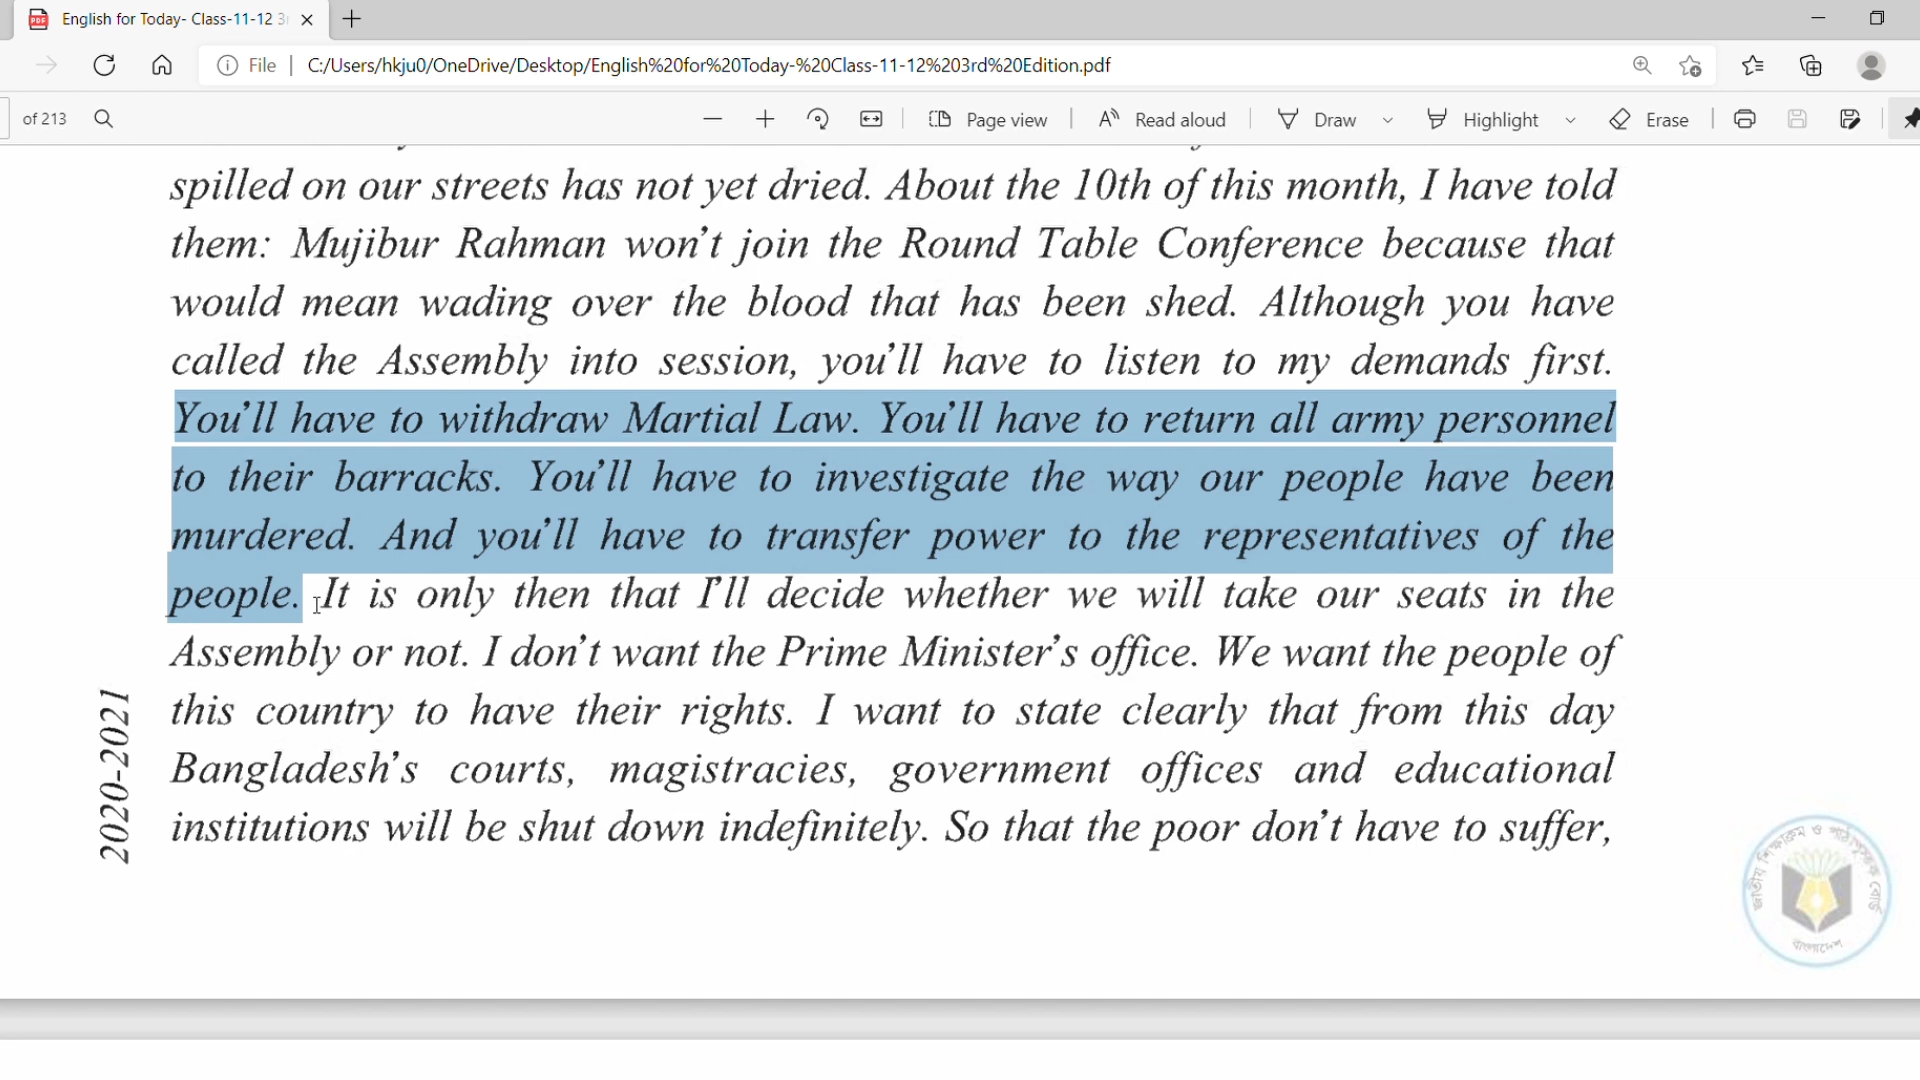 English for Today- Class-11-12 3r
File
C:/Users/hkju0/OneDrive/Desktop/English%20for%20Today-%20Class-11-12%203rd%20Edition.pdf
of 213
Page view
Read aloud
Draw
Highlight
Erase
spilled on our streets has not yet dried. About the 10th of this month, I have told
them: Mujibur Rahman won't join the Round Table Conference because that
would mean wading over the blood that has been shed. Although you have
called the Assembly into session, you'll have to listen to my demands first.
You'll have to withdraw Martial Law. You'll have to return all army personnel
to their barracks. You'll have to investigate the way our people have been
murdered. And you'll have to transfer power to the representatives of the
people. It is only then that I'll decide whether we will take our seats in the
Assembly or not. I don't want the Prime Minister's office. We want the people of
this country to have their rights. I want to state clearly that from this day
Bangladesh's courts, magistracies, government offices and educational
institutions will be shut down indefinitely. So that the poor don't have to suffer,
2020-2021
জাতীয় শিক্ষাক্রম ও পাঠ্যপুস্তক বোর্ড
বাংলাদেশ